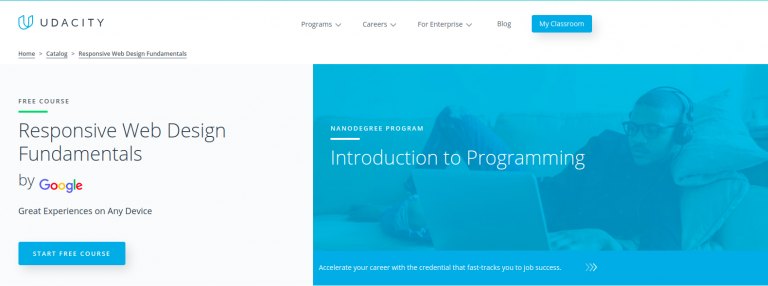 UDACITY
Programs Careers For Enterprise Blog My Classroom
Home > Catalog > Responsive Web Design Fundamentals
FREE COURSE
Responsive Web Design
Fundamentals
by Google
Great Experiences on Any Device
START FREE COURSE
NANODEGREE PROGRAM
Introduction to Programming
Accelerate your career with the credential that fast-tracks you to job success.